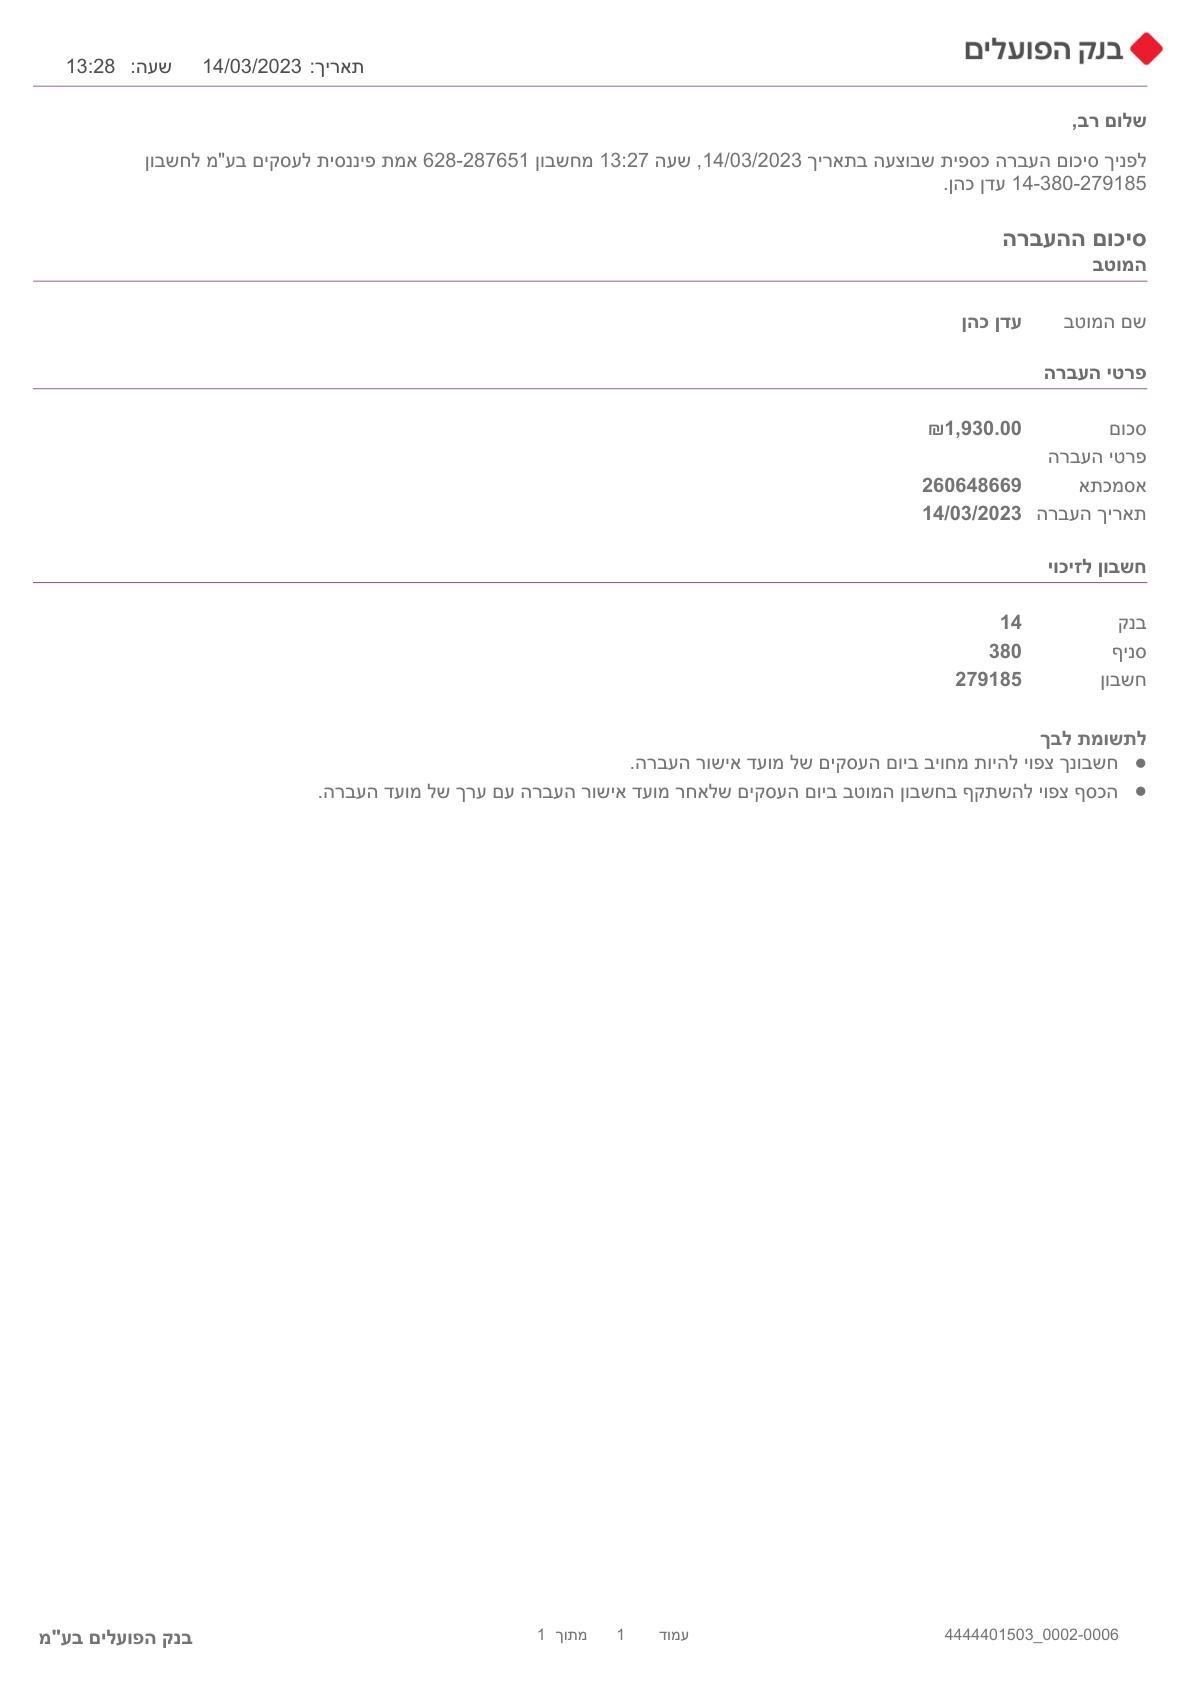 בנק הפועלים
תאריך: 14/03/2023 שעה: 13:28
שלום רב,
לפניך סיכום העברה כספית שבוצעה בתאריך 14/03/2023, שעה 13:27 מחשבון 628-287651 אמת פיננסית לעסקים בע"מ לחשבון
14-380-279185 עדן כהן.
סיכום ההעברה
המוטב
שם המוטב עדן כהן
פרטי העברה
סכום ₪1,930.00
פרטי העברה
אסמכתא 260648669
תאריך העברה 14/03/2023
חשבון לזיכוי
בנק 14
סניף 380
חשבון 279185
לתשומת לבך
● חשבונך צפוי להיות מחויב ביום העסקים של מועד אישור העברה.
● הכסף צפוי להשתקף בחשבון המוטב ביום העסקים שלאחר מועד אישור העברה עם ערך של מועד העברה.
4444401503_0002-0006 עמוד 1 מתוך 1 בנק הפועלים בע"מ